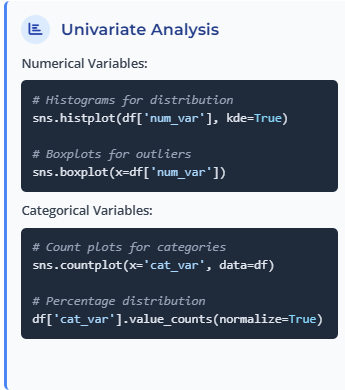 Univariate Analysis
Numerical Variables:
# Histograms for distribution
sns.histplot(df['num_var'], kde=True)
# Boxplots for outliers
sns.boxplot(x=df['num_var'])
Categorical Variables:
# Count plots for categories
sns.countplot(x='cat_var', data=df)
# Percentage distribution
df['cat_var'].value_counts(normalize=True)